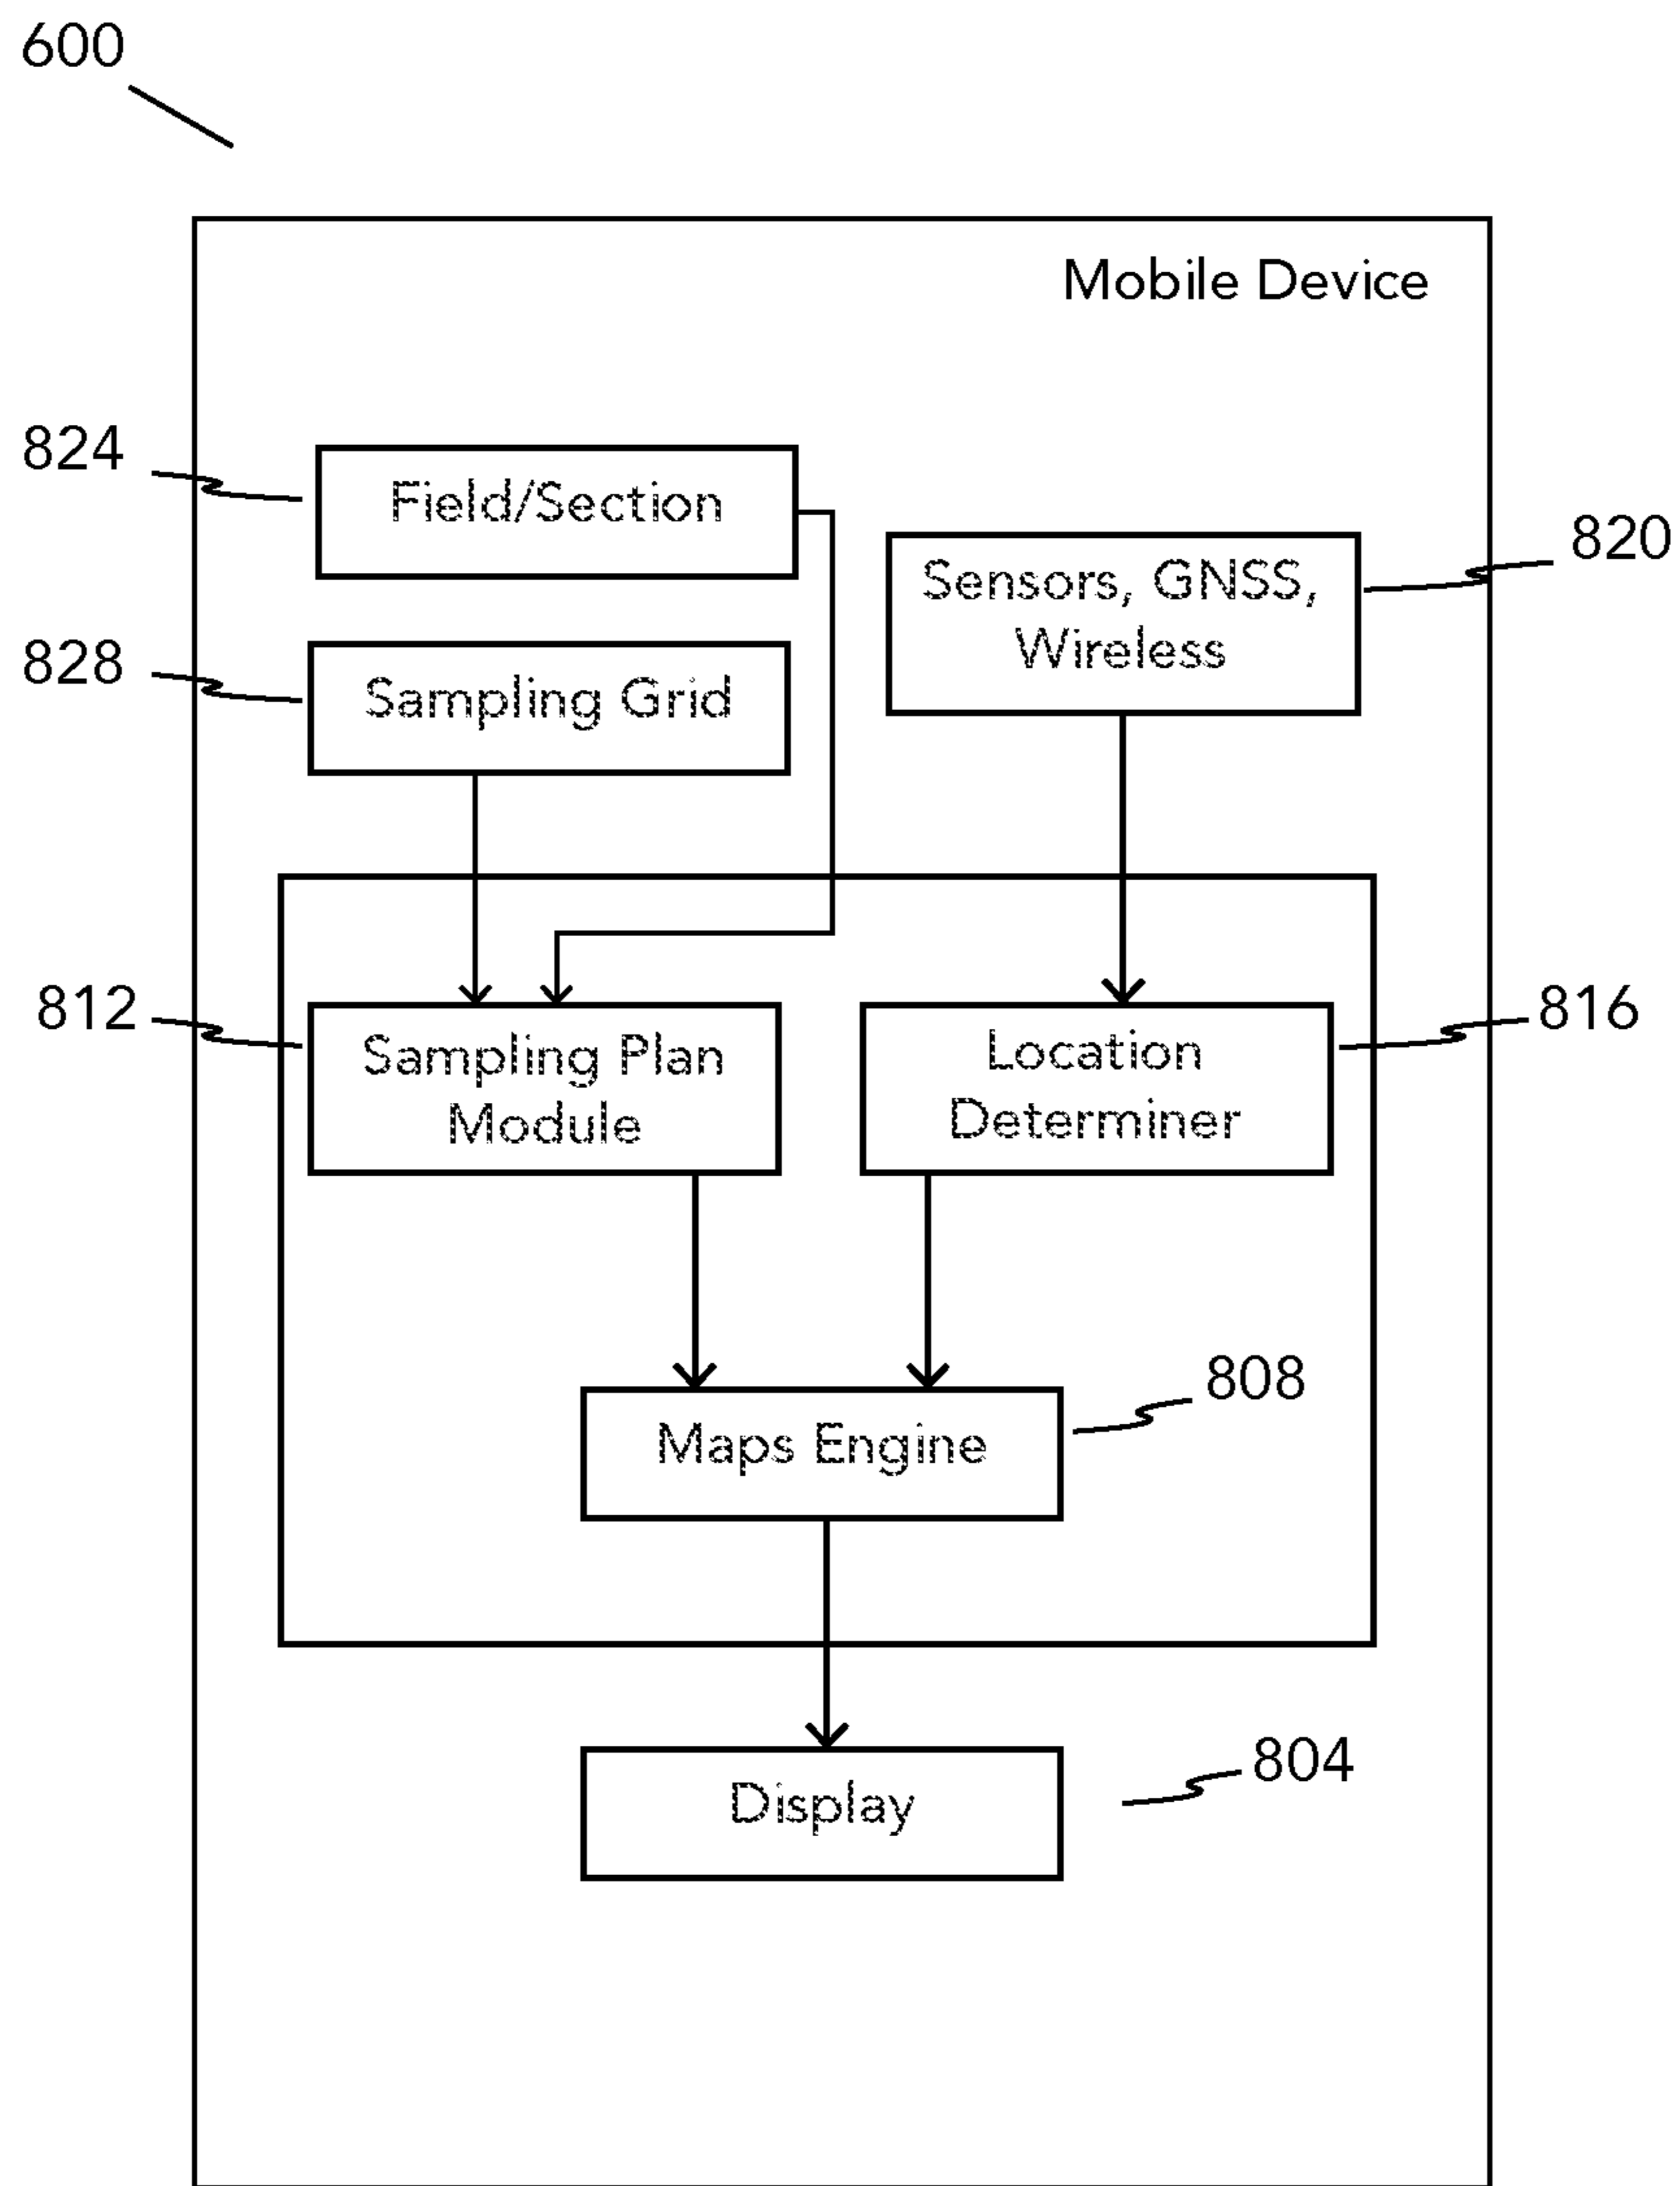 600
Mobile Device
824
Field/Section
820
Sensors, GNSS,
Wireless
828
Sampling Grid
812
Sampling Plan
Module
816
Location
Determiner
808
Maps Engine
804
Display